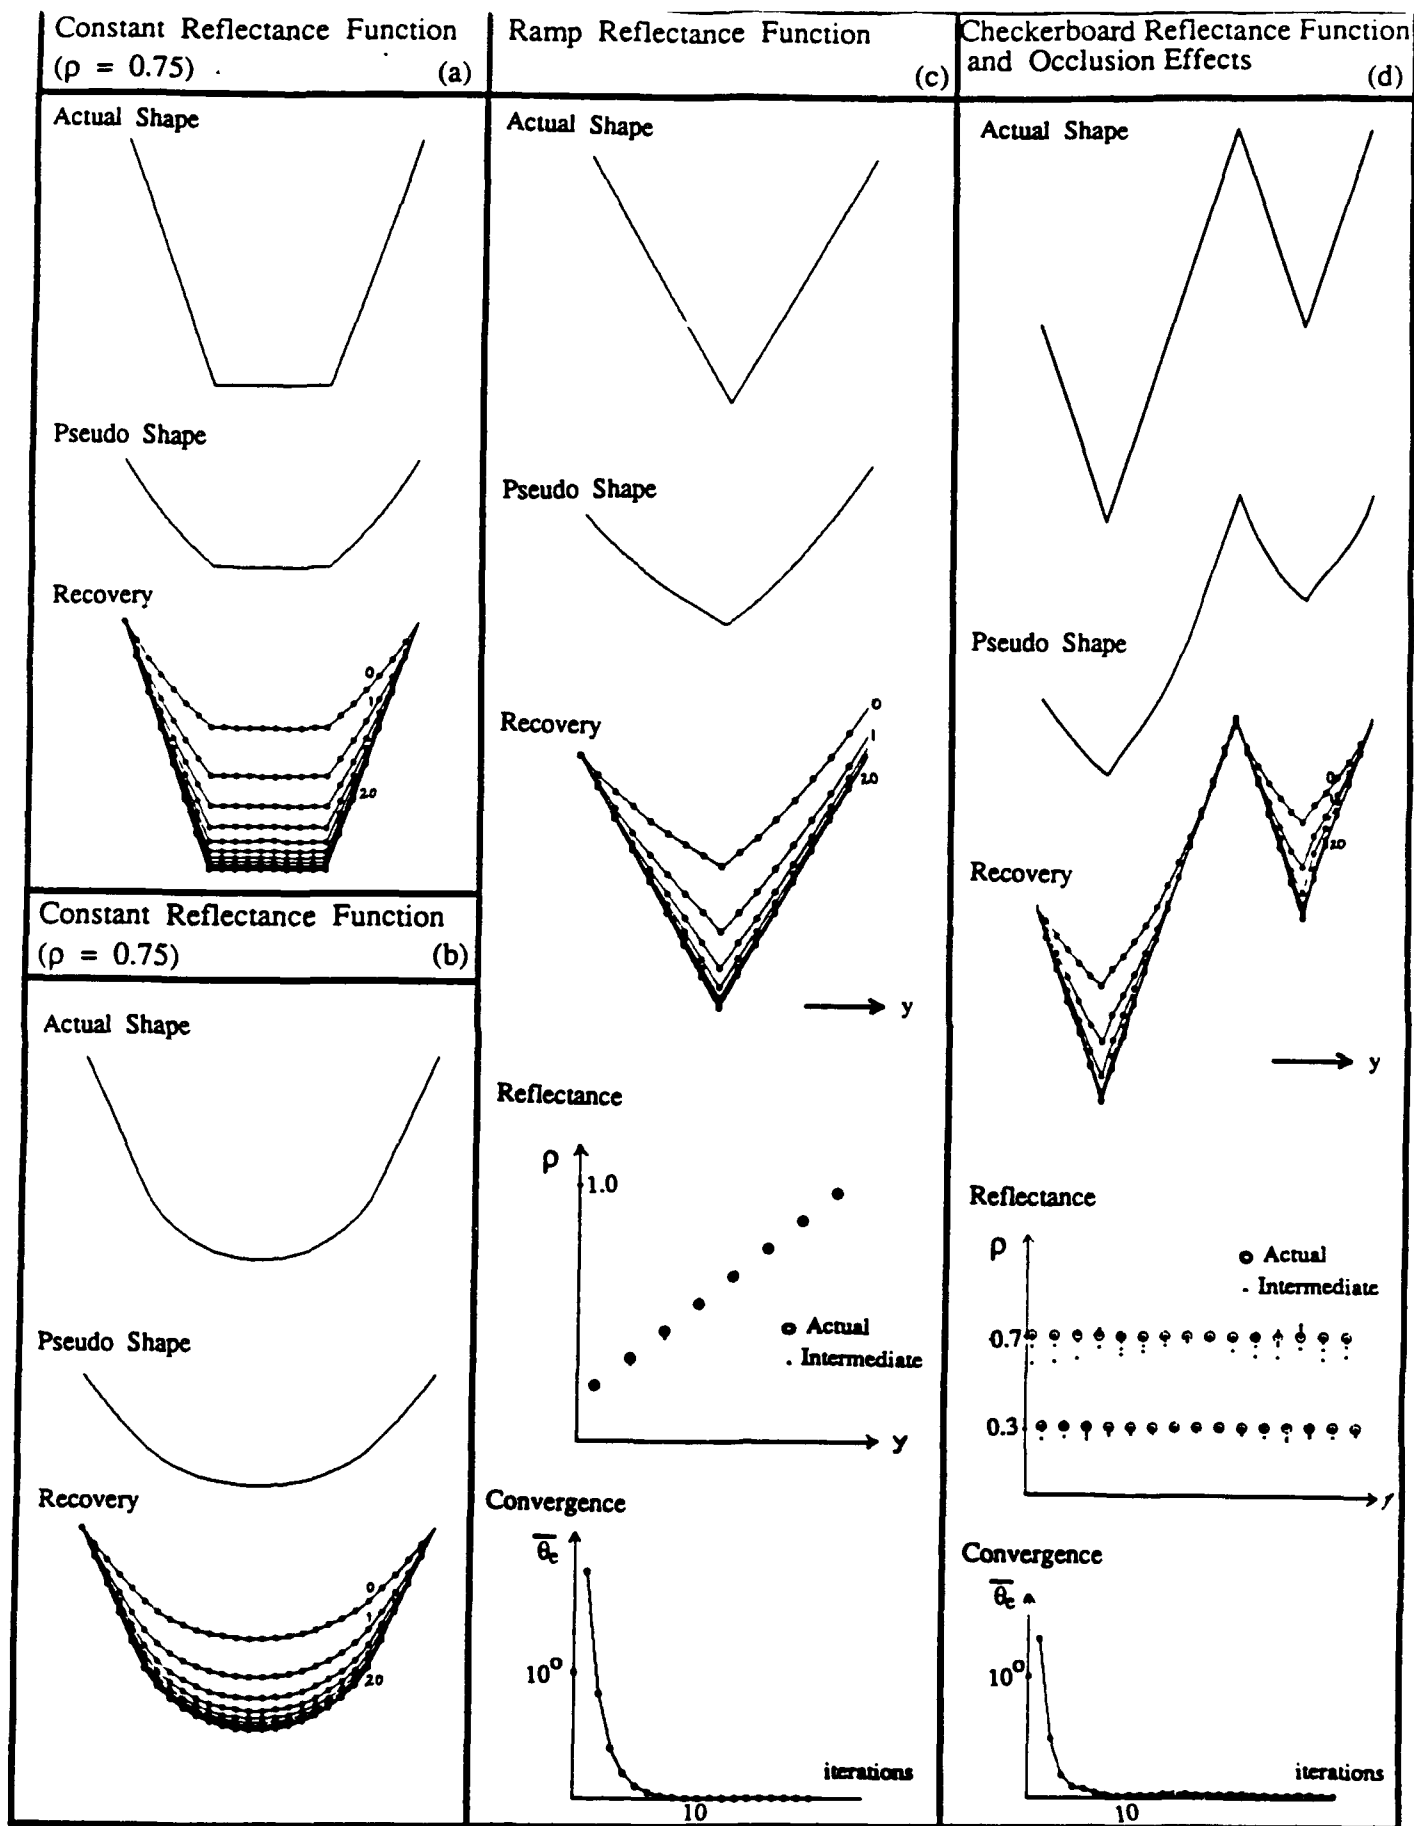 Constant Reflectance Function
(ρ = 0.75) (a)
Actual Shape
Pseudo Shape
Recovery
0
1
20
Constant Reflectance Function
(ρ = 0.75) (b)
Actual Shape
Pseudo Shape
Recovery
0
1
20
Ramp Reflectance Function
(c)
Actual Shape
Pseudo Shape
Recovery
0
1
20
y
Reflectance
ρ
1.0
Actual
. Intermediate
y
Convergence
θe
10°
iterations
10
Checkerboard Reflectance Function
and Occlusion Effects (d)
Actual Shape
Pseudo Shape
Recovery
0
20
y
Reflectance
ρ
Actual
. Intermediate
0.7
0.3
Convergence
θe
10°
iterations
10